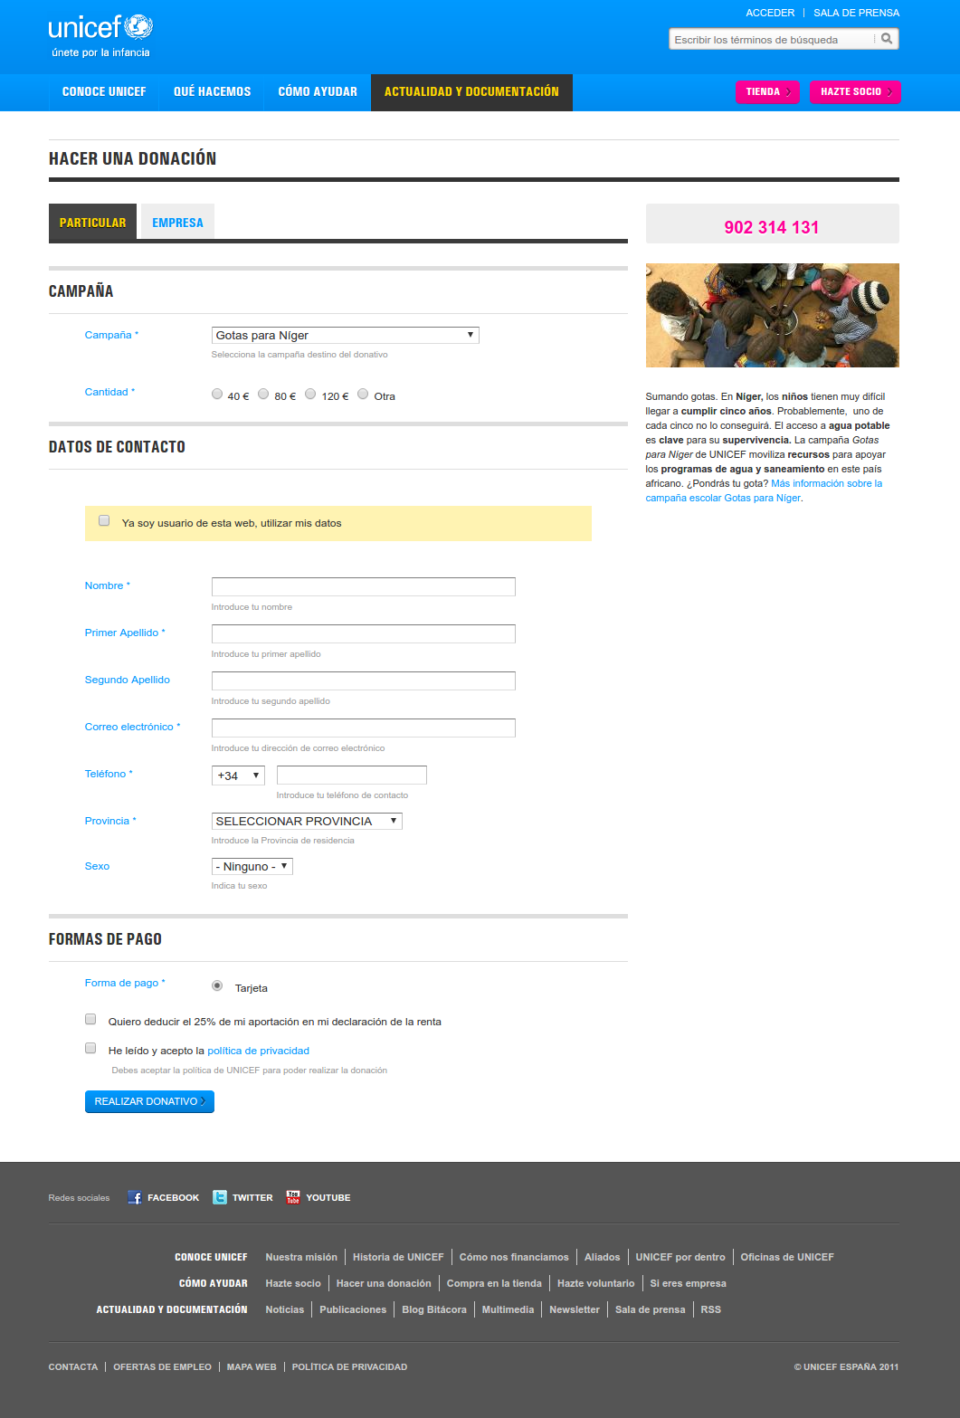 unicef
únete por la infancia
ACCEDER | SALA DE PRENSA
Escribir los términos de búsqueda
CONOCE UNICEF QUÉ HACEMOS CÓMO AYUDAR ACTUALIDAD Y DOCUMENTACIÓN TIENDA HAZTE SOCIO
HACER UNA DONACIÓN
PARTICULAR EMPRESA
CAMPAÑA
Campaña *
Gotas para Níger
Selecciona la campaña destino del donativo
Cantidad *
40 € 80 € 120 € Otra
DATOS DE CONTACTO
Ya soy usuario de esta web, utilizar mis datos
Nombre *
Introduce tu nombre
Primer Apellido *
Introduce tu primer apellido
Segundo Apellido
Introduce tu segundo apellido
Correo electrónico *
Introduce tu dirección de correo electrónico
Teléfono *
+34
Introduce tu teléfono de contacto
Provincia *
SELECCIONAR PROVINCIA
Introduce la Provincia de residencia
Sexo
- Ninguno -
Indica tu sexo
FORMAS DE PAGO
Forma de pago *
Tarjeta
Quiero deducir el 25% de mi aportación en mi declaración de la renta
He leído y acepto la política de privacidad
Debes aceptar la política de UNICEF para poder realizar la donación
REALIZAR DONATIVO
902 314 131
Sumando gotas. En Níger, los niños tienen muy difícil
llegar a cumplir cinco años. Probablemente, uno de
cada cinco no lo conseguirá. El acceso a agua potable
es clave para su supervivencia. La campaña Gotas
para Níger de UNICEF moviliza recursos para apoyar
los programas de agua y saneamiento en este país
africano. ¿Pondrás tu gota? Más información sobre la
campaña escolar Gotas para Níger.
Redes sociales FACEBOOK TWITTER YOUTUBE
CONOCE UNICEF Nuestra misión | Historia de UNICEF | Cómo nos financiamos | Aliados | UNICEF por dentro | Oficinas de UNICEF
CÓMO AYUDAR Hazte socio | Hacer una donación | Compra en la tienda | Hazte voluntario | Si eres empresa
ACTUALIDAD Y DOCUMENTACIÓN Noticias | Publicaciones | Blog Bitácora | Multimedia | Newsletter | Sala de prensa | RSS
CONTACTA | OFERTAS DE EMPLEO | MAPA WEB | POLÍTICA DE PRIVACIDAD
© UNICEF ESPAÑA 2011